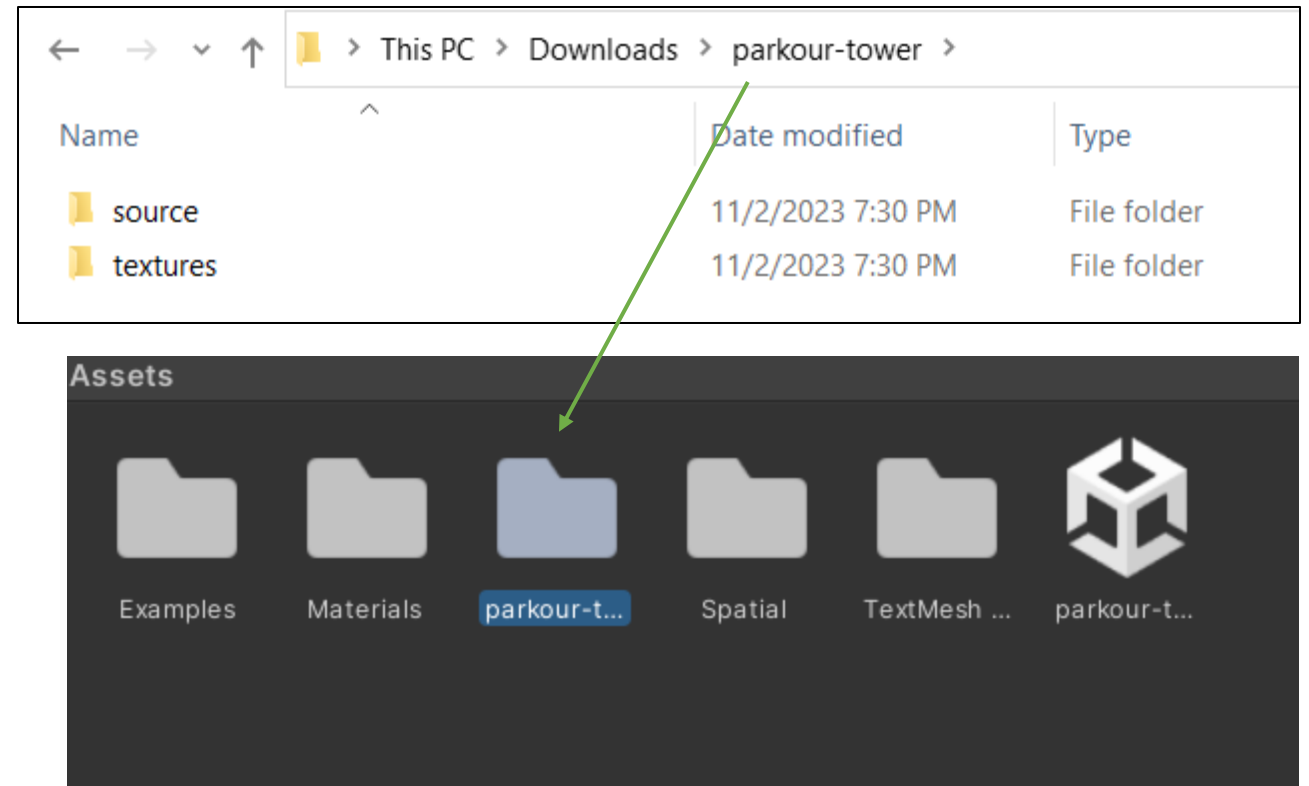 This PC > Downloads > parkour-tower >
Name Date modified Type
source 11/2/2023 7:30 PM File folder
textures 11/2/2023 7:30 PM File folder
Assets
Examples Materials parkour-t... Spatial TextMesh ... parkour-t...